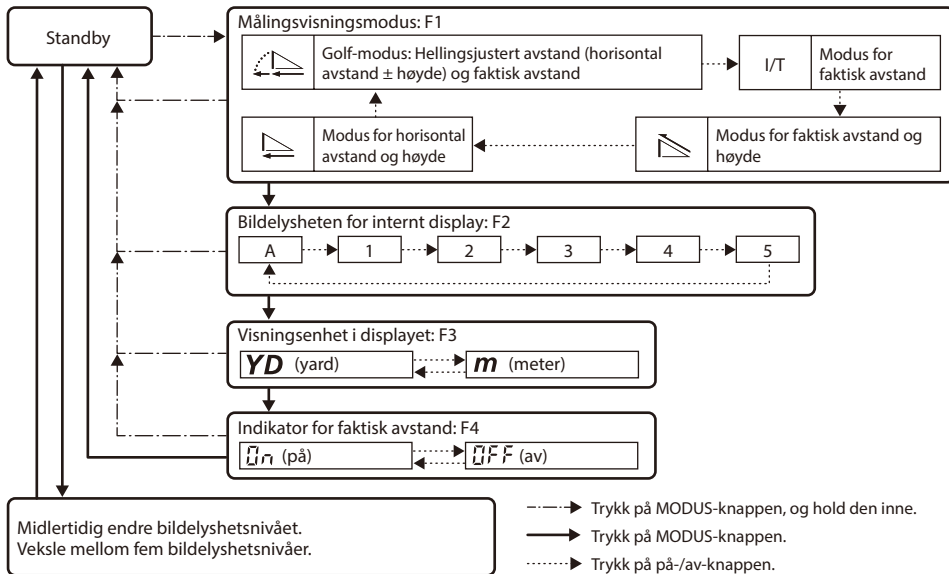 Standby
Målingsvisningsmodus: F1
Golf-modus: Hellingsjustert avstand (horisontal
avstand ± høyde) og faktisk avstand
I/T
Modus for
faktisk avstand
Modus for horisontal
avstand og høyde
Modus for faktisk avstand og
høyde
Bildelysheten for internt display: F2
A 1 2 3 4 5
Visningsenhet i displayet: F3
YD (yard) m (meter)
Indikator for faktisk avstand: F4
On (på) OFF (av)
Midlertidig endre bildelyshetsnivået.
Veksle mellom fem bildelyshetsnivåer.
Trykk på MODUS-knappen, og hold den inne.
Trykk på MODUS-knappen.
Trykk på på-/av-knappen.